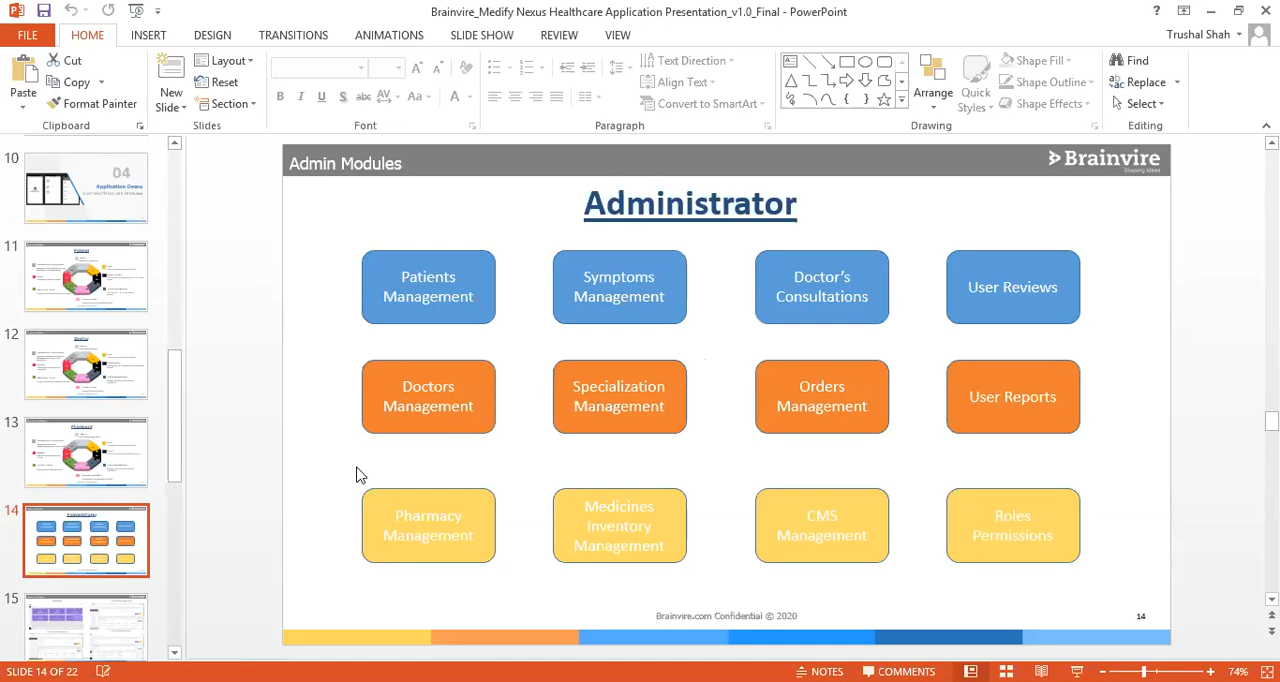 Brainvire_Medify Nexus Healthcare Application Presentation_v1.0_Final - PowerPoint
FILE HOME INSERT DESIGN TRANSITIONS ANIMATIONS SLIDE SHOW REVIEW VIEW
Trushal Shah
Paste
Cut
Copy
Format Painter
Clipboard
New
Slide
Layout
Reset
Section
Slides
B I U S abc AV Aa A
Font
Text Direction
Align Text
Convert to SmartArt
Paragraph
Arrange
Quick
Styles
Shape Fill
Shape Outline
Shape Effects
Drawing
Find
Replace
Select
Editing
10
04
Application Demo
11
12
13
14
15
Admin Modules
Brainvire
Administrator
Patients
Management
Symptoms
Management
Doctor's
Consultations
User Reviews
Doctors
Management
Specialization
Management
Orders
Management
User Reports
Pharmacy
Management
Medicines
Inventory
Management
CMS
Management
Roles
Permissions
Brainvire.com Confidential © 2020
14
SLIDE 14 OF 22
NOTES
COMMENTS
74%